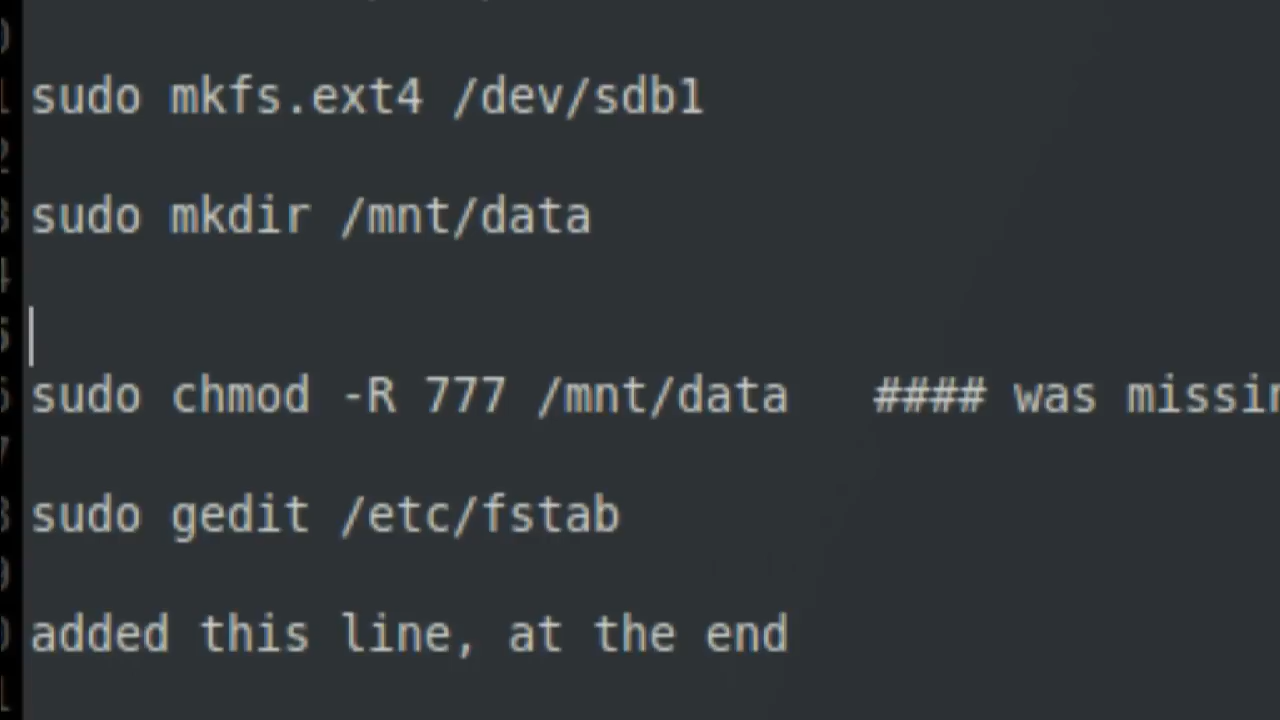 sudo mkfs.ext4 /dev/sdb1
sudo mkdir /mnt/data
sudo chmod -R 777 /mnt/data   #### was
sudo gedit /etc/fstab
added this line, at the end